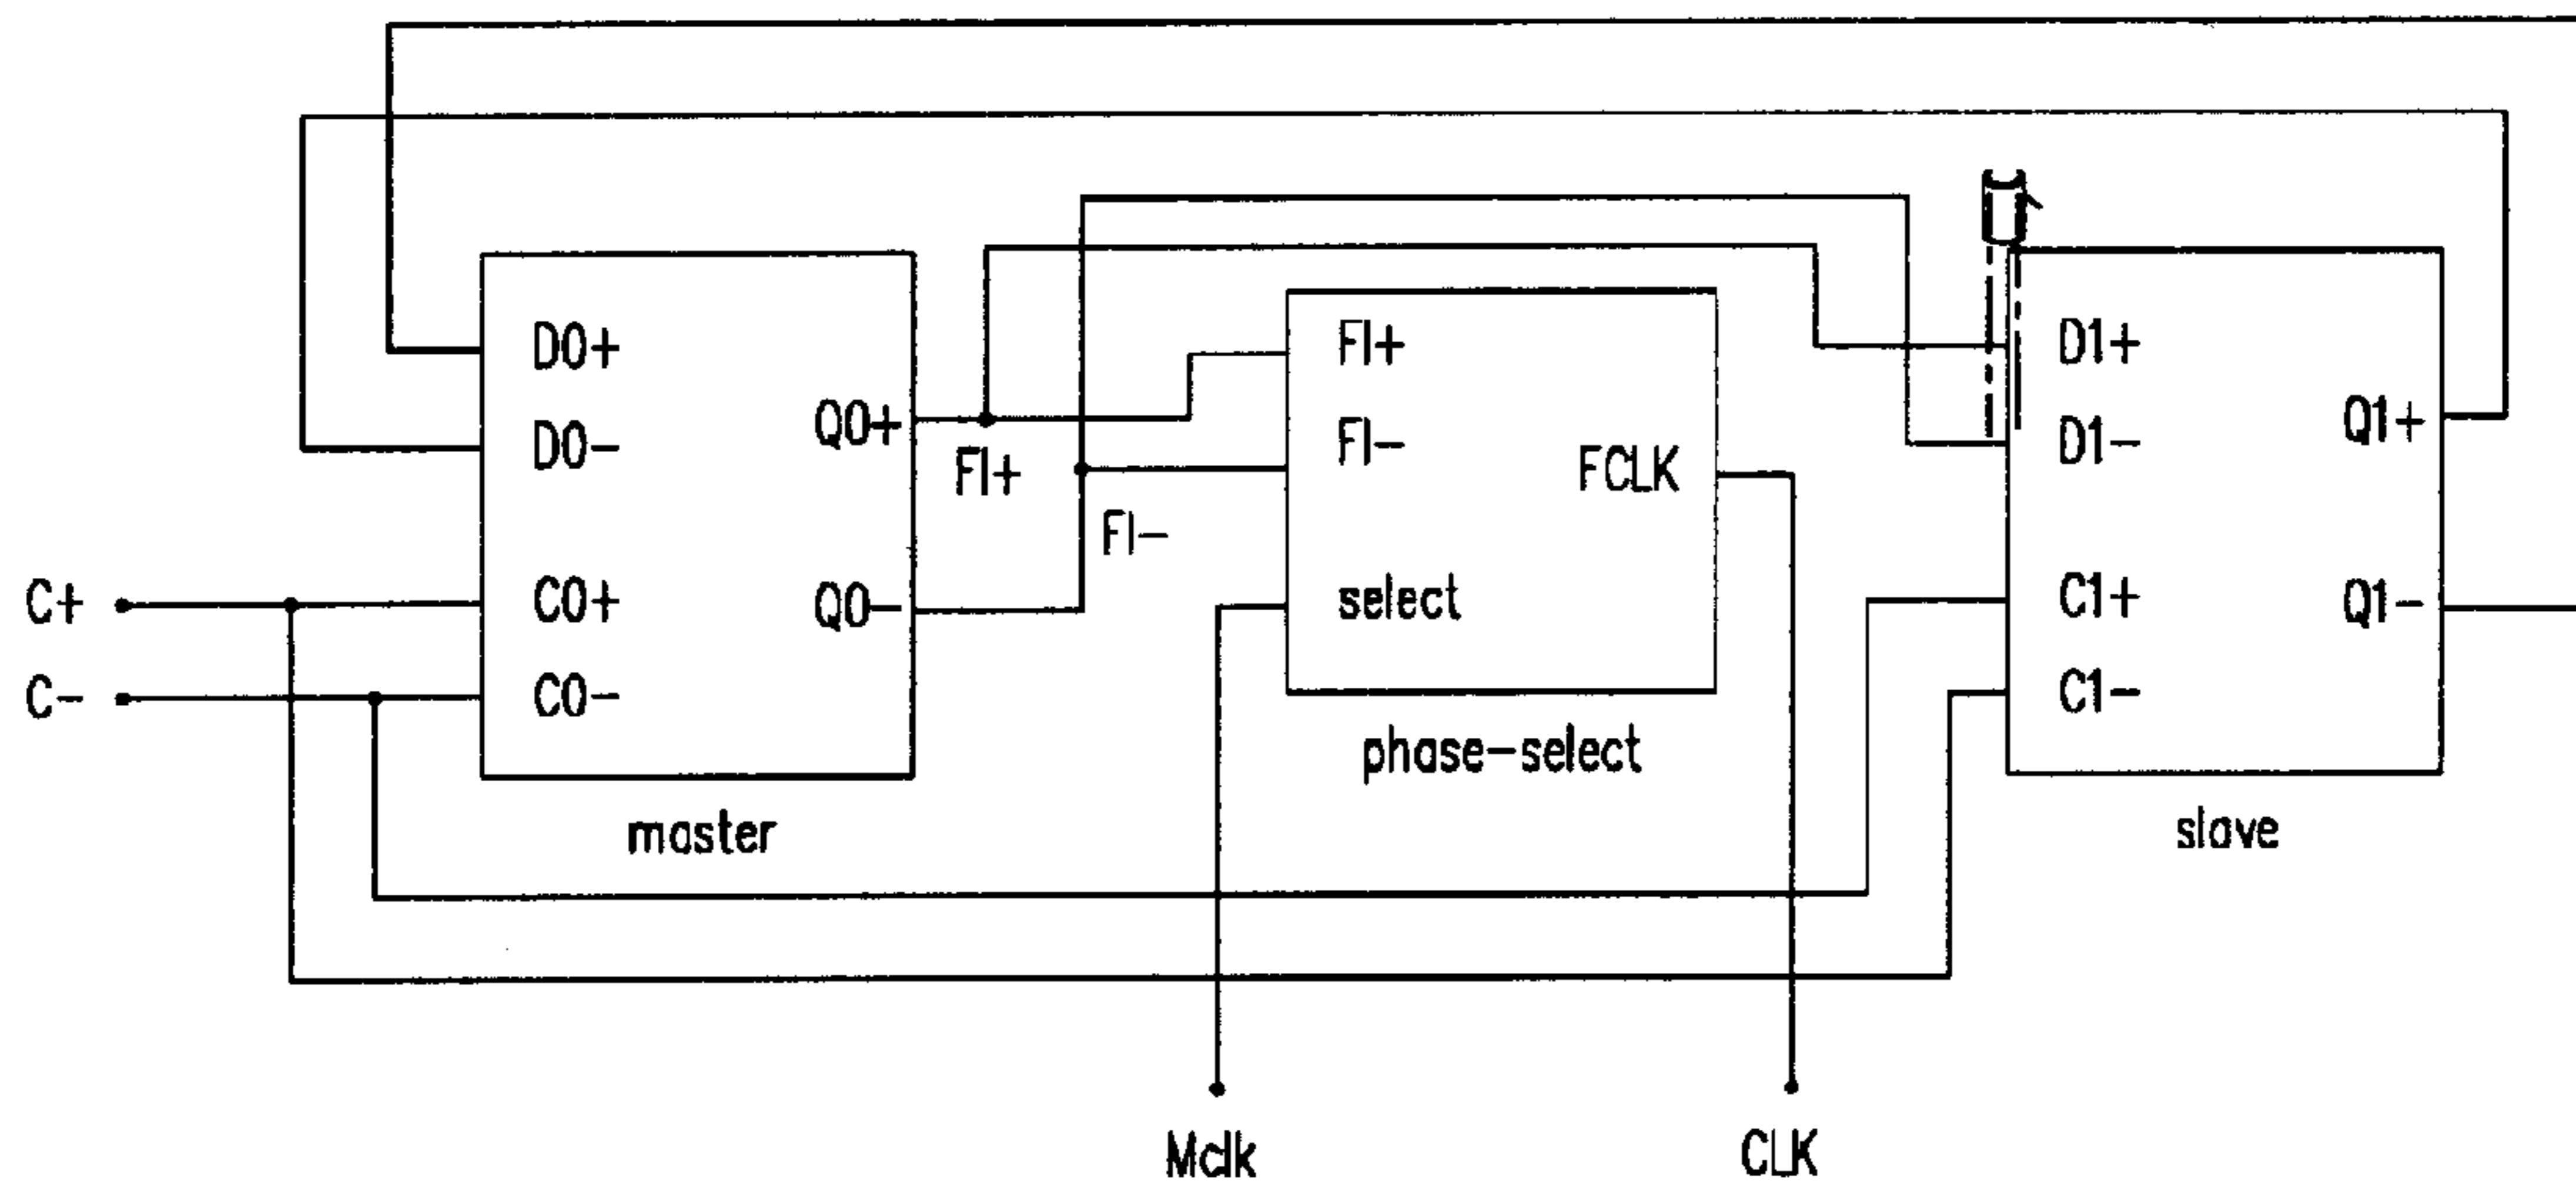 D0+
D0-
C0+
C0-
Q0+
Q0-
master
C+
C-
FI+
FI-
FI+
FI-
select
FCLK
phase-select
D1+
D1-
C1+
C1-
Q1+
Q1-
slave
Mclk
CLK